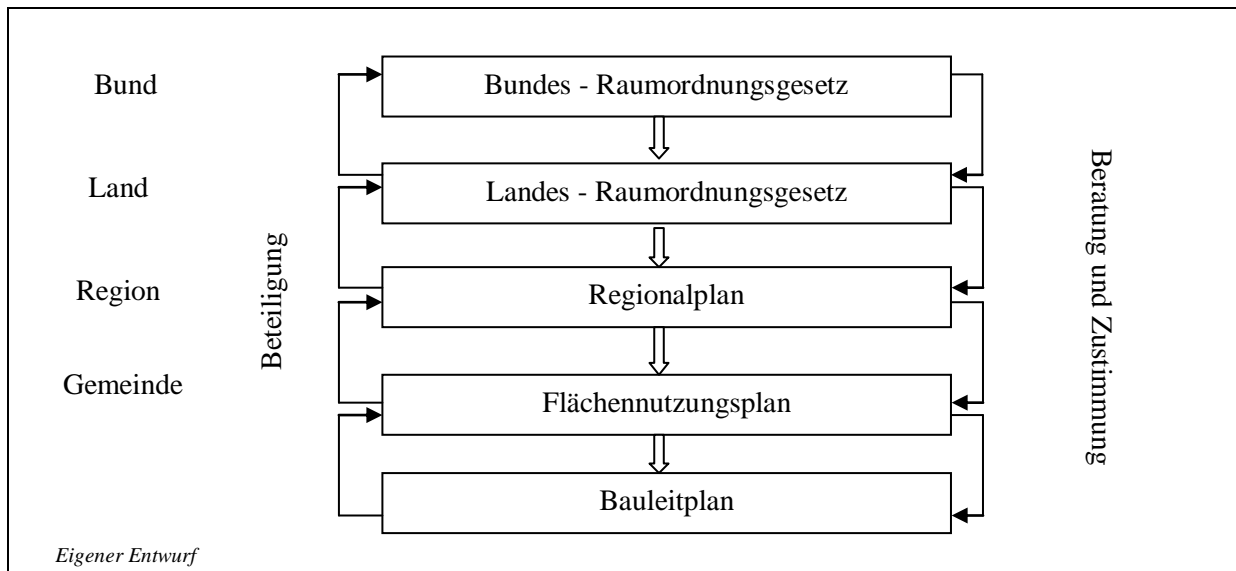 Bund
Bundes - Raumordnungsgesetz
Land
Landes - Raumordnungsgesetz
Region
Regionalplan
Gemeinde
Flächennutzungsplan
Bauleitplan
Beteiligung
Beratung und Zustimmung
Eigener Entwurf